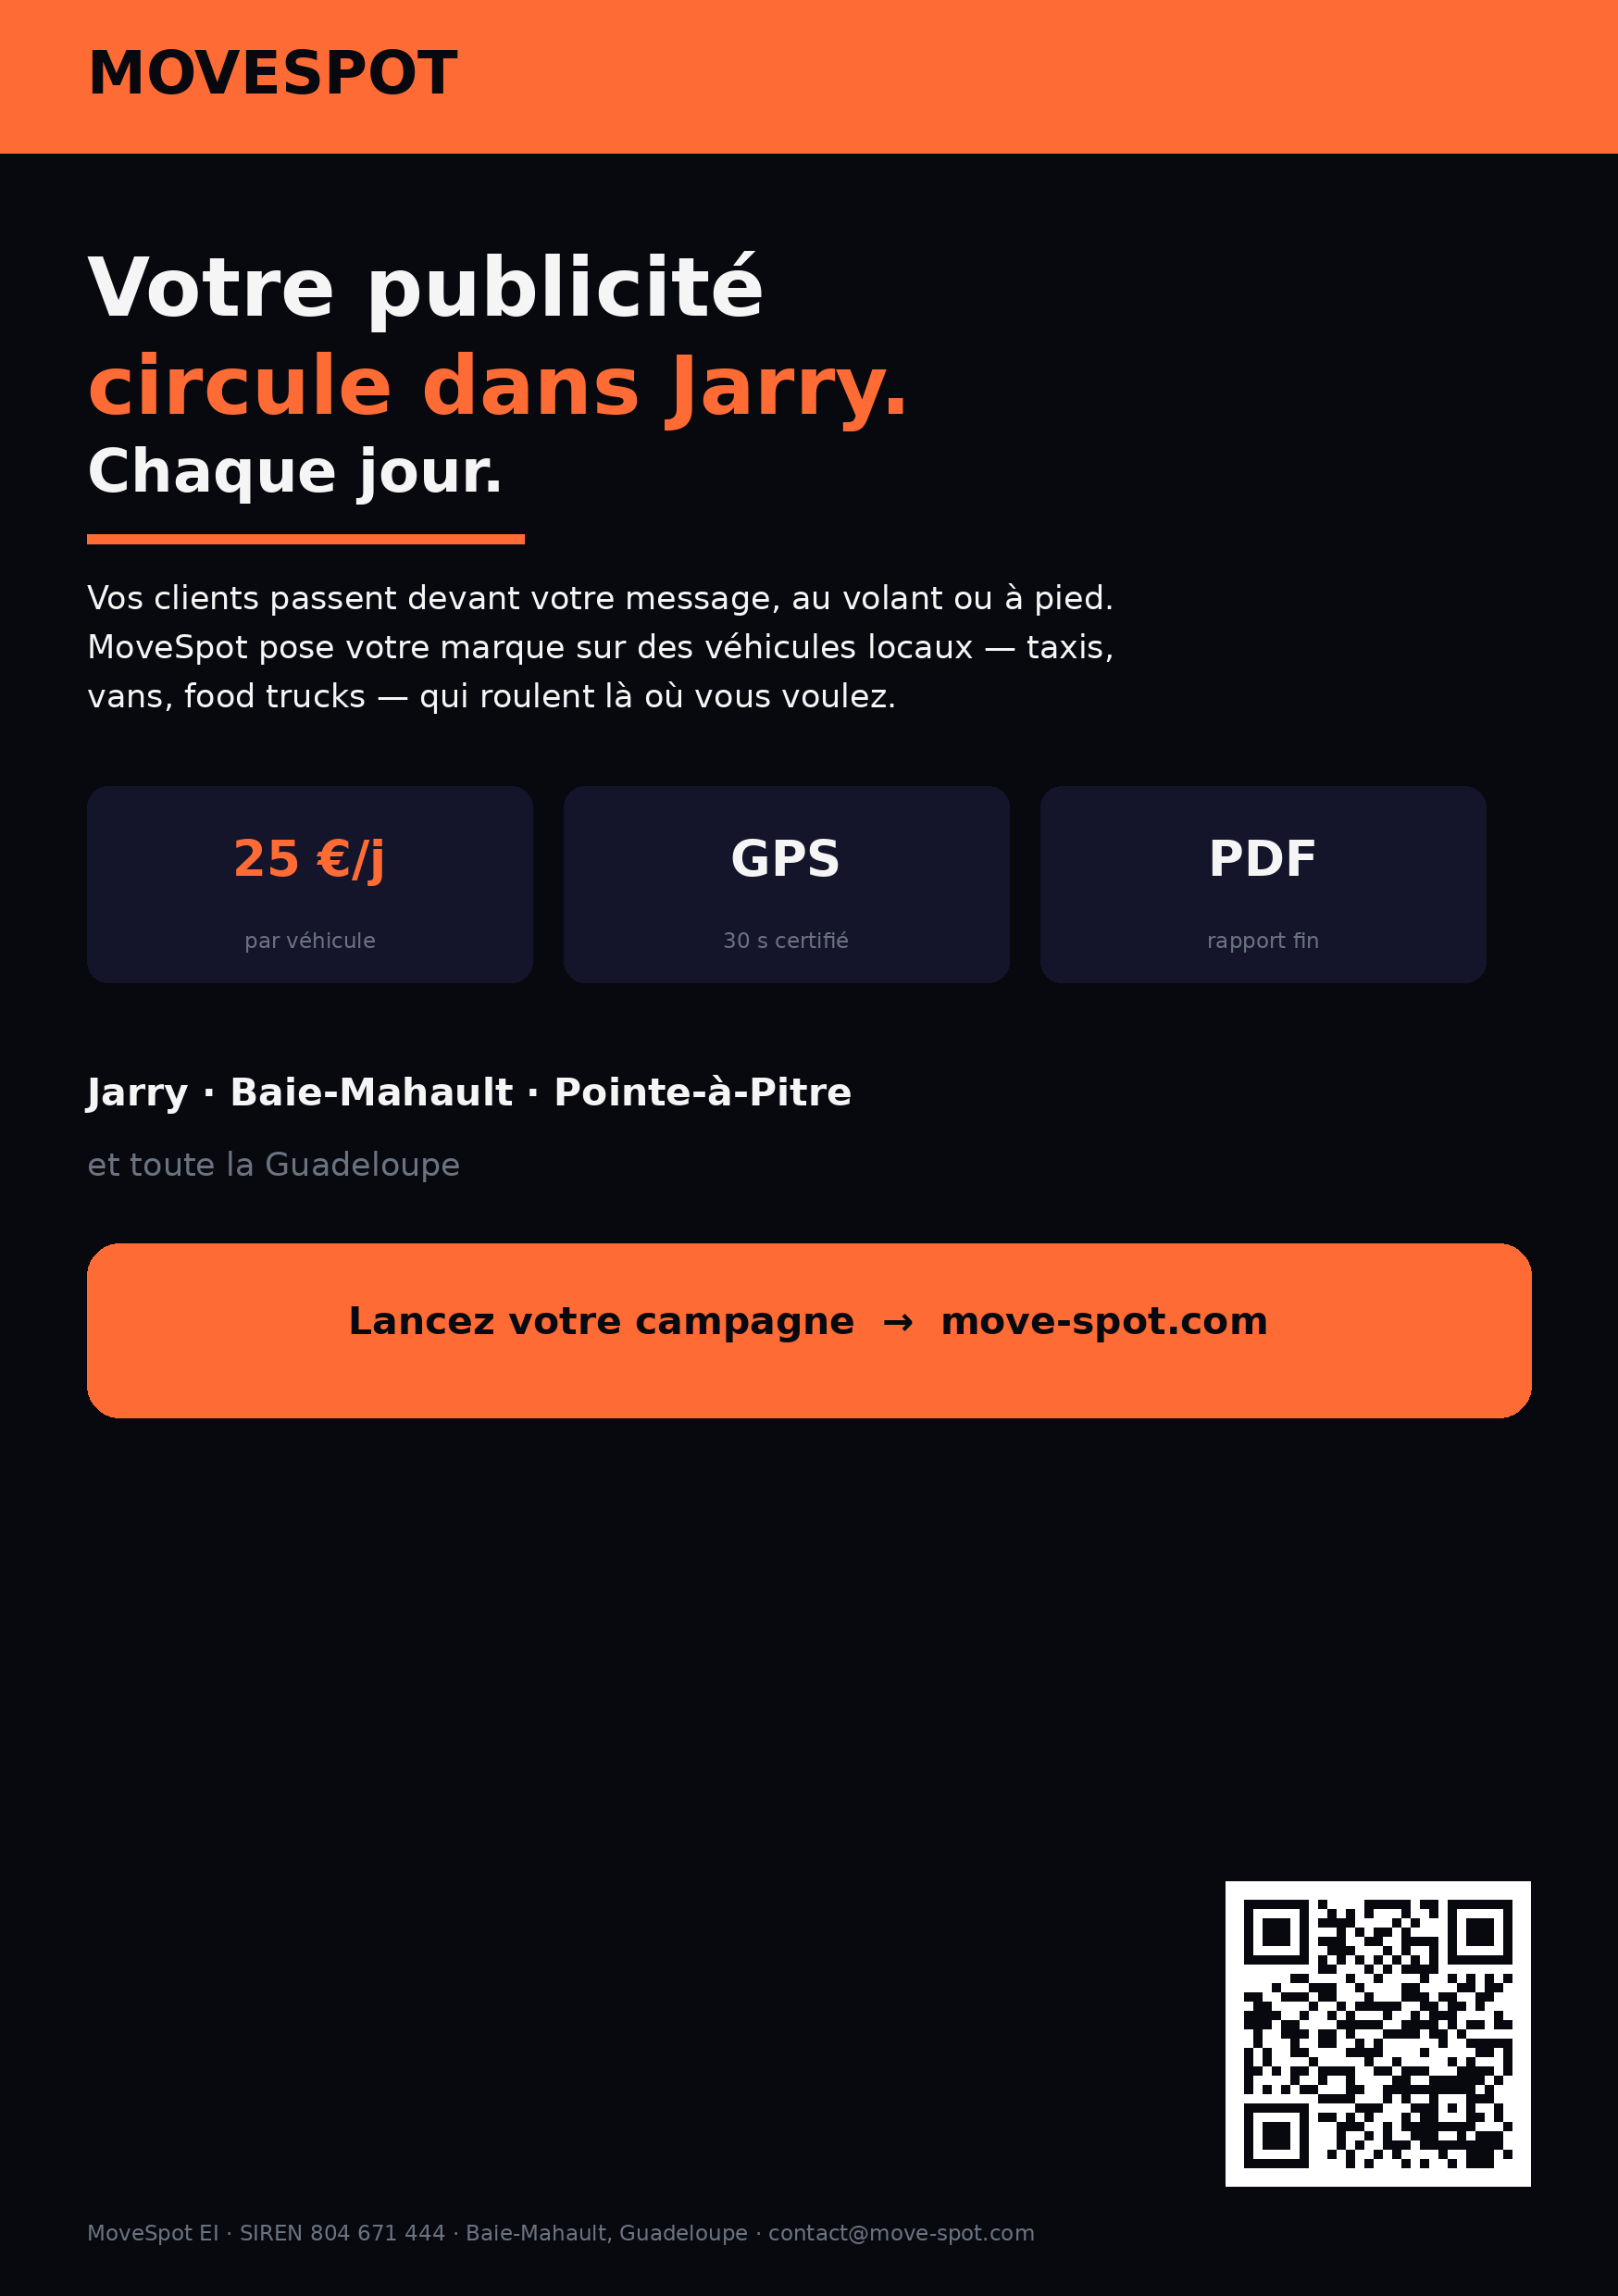 MOVESPOT
Votre publicité
circule dans Jarry.
Chaque jour.
Vos clients passent devant votre message, au volant ou à pied.
MoveSpot pose votre marque sur des véhicules locaux — taxis,
vans, food trucks — qui roulent là où vous voulez.
25 €/j
par véhicule
GPS
30 s certifié
PDF
rapport fin
Jarry · Baie-Mahault · Pointe-à-Pitre
et toute la Guadeloupe
Lancez votre campagne → move-spot.com
MoveSpot EI · SIREN 804 671 444 · Baie-Mahault, Guadeloupe · contact@move-spot.com